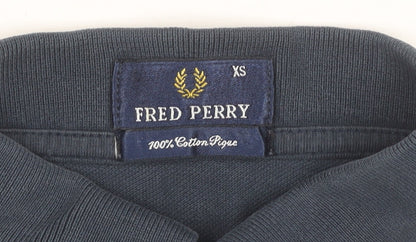 XS
FRED PERRY
100% Cotton Pique